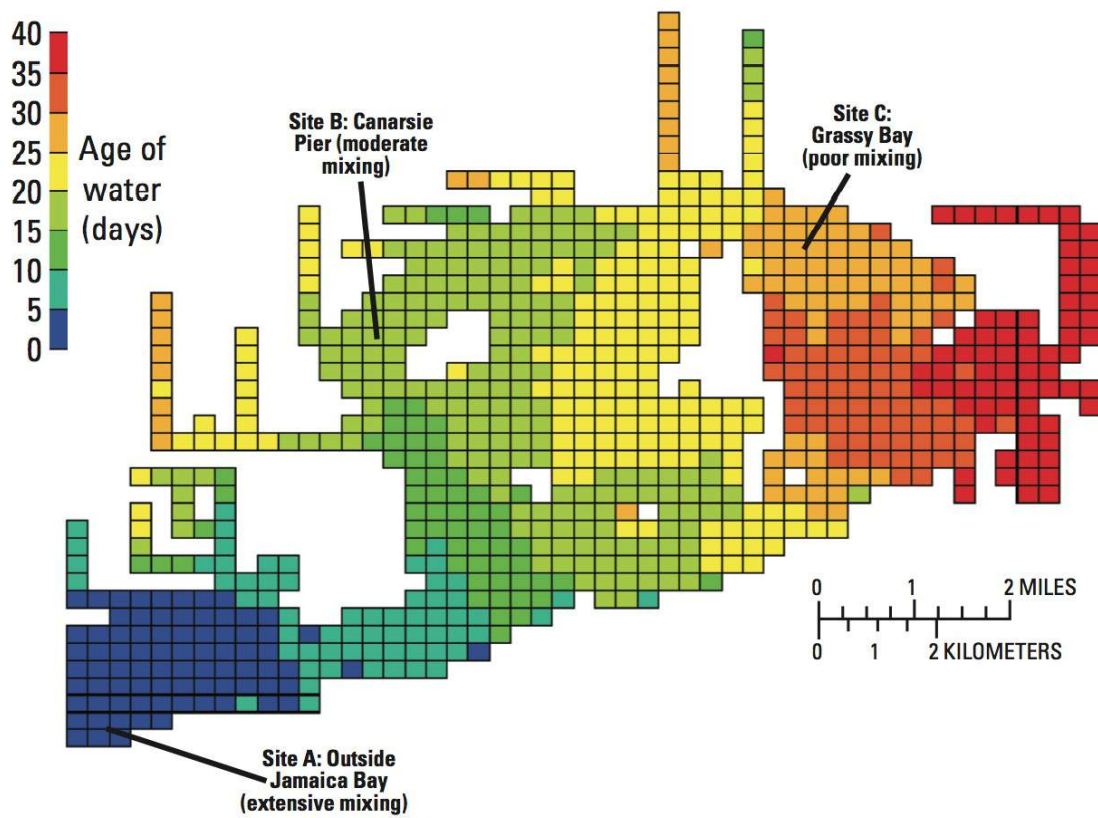 40
35
30
25
20
15
10
5
0
Age of
water
(days)
Site B: Canarsie
Pier (moderate
mixing)
Site C:
Grassy Bay
(poor mixing)
0 1 2 MILES
0 1 2 KILOMETERS
Site A: Outside
Jamaica Bay
(extensive mixing)